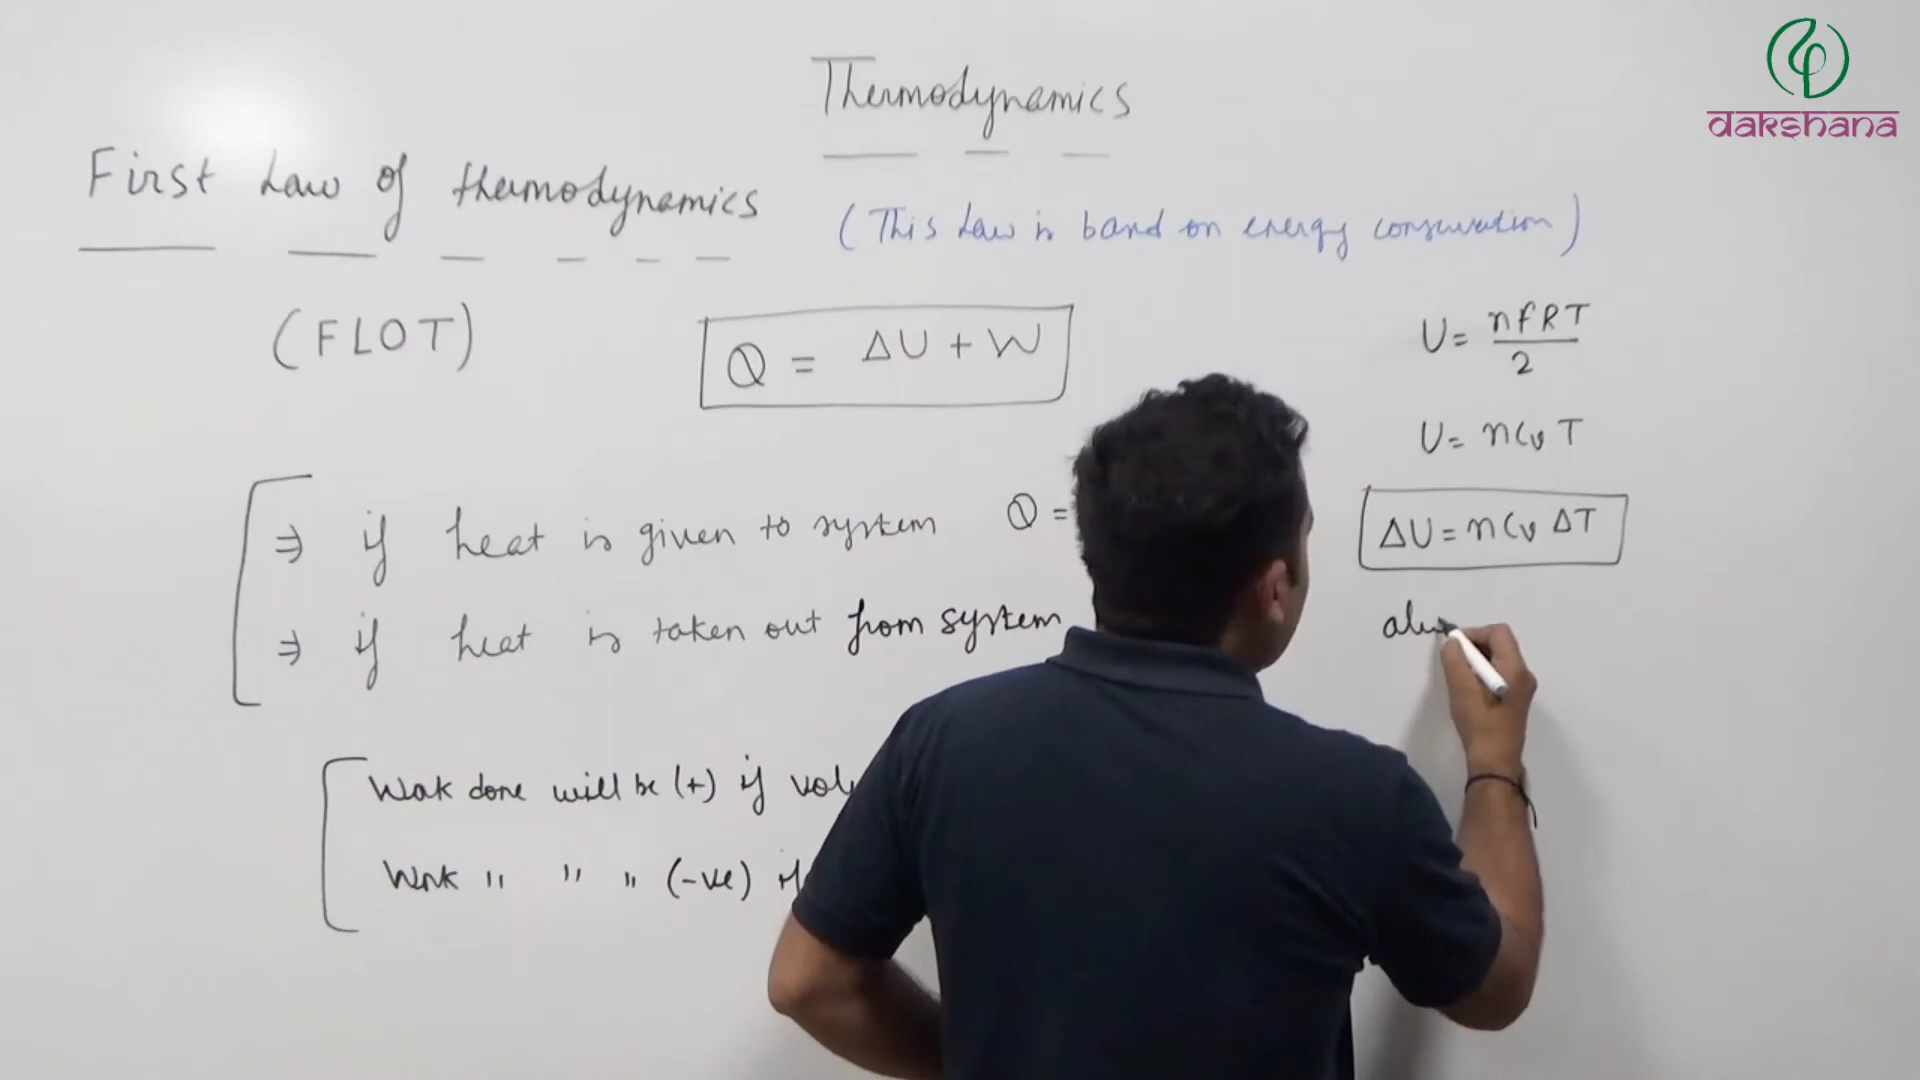 Thermodynamics
dakshana
First Law of thermodynamics
(This Law is based on energy conservation)
(FLOT)
Q = ΔU + W
U = nfRT/2
U = nCv T
⇒ if heat is given to system Q =
ΔU = nCv ΔT
⇒ if heat is taken out from system
Work done will be (+) if
Work " " " (-ve) if